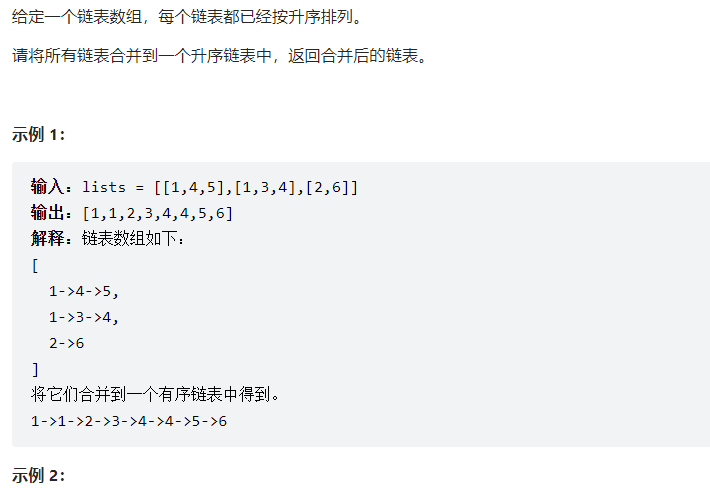 给定一个链表数组，每个链表都已经按升序排列。
请将所有链表合并到一个升序链表中，返回合并后的链表。
示例 1：
输入：lists = [[1,4,5],[1,3,4],[2,6]]
输出：[1,1,2,3,4,4,5,6]
解释：链表数组如下：
[
  1->4->5,
  1->3->4,
  2->6
]
将它们合并到一个有序链表中得到。
1->1->2->3->4->4->5->6
示例 2：